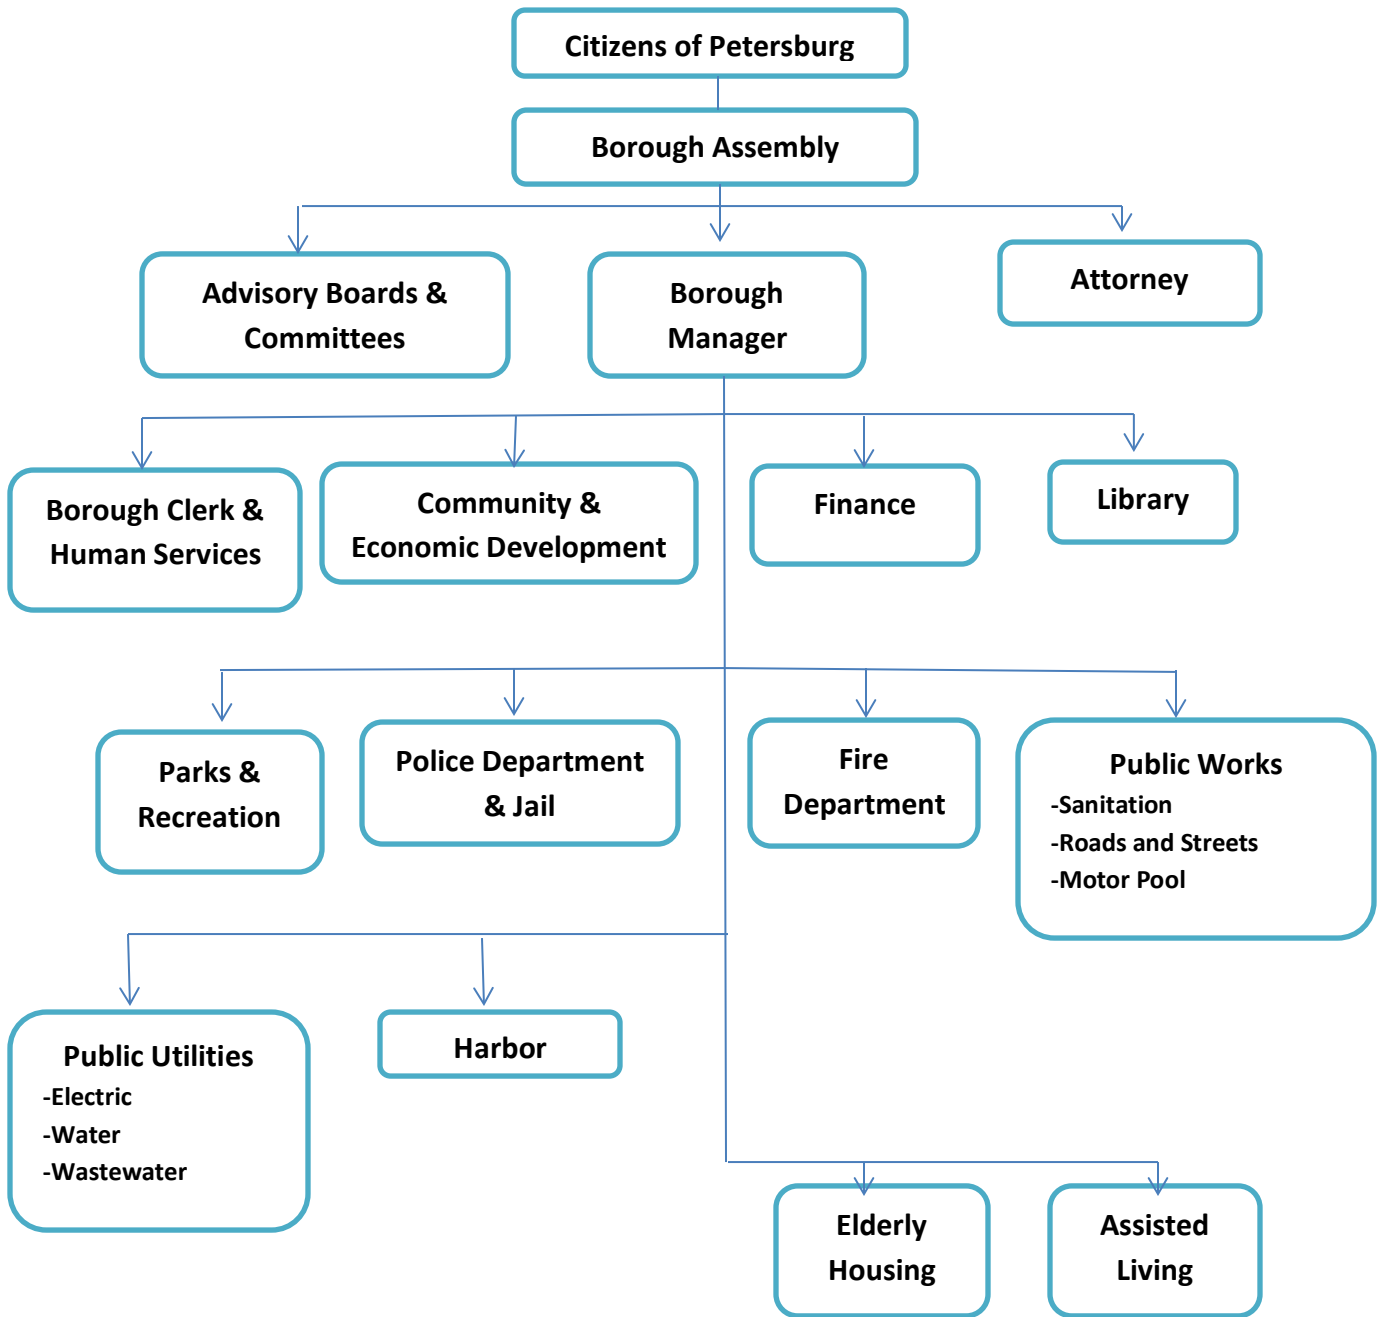 Citizens of Petersburg
Borough Assembly
Advisory Boards &
Committees
Borough
Manager
Attorney
Borough Clerk &
Human Services
Community &
Economic Development
Finance
Library
Parks &
Recreation
Police Department
& Jail
Fire
Department
Public Works
-Sanitation
-Roads and Streets
-Motor Pool
Public Utilities
-Electric
-Water
-Wastewater
Harbor
Elderly
Housing
Assisted
Living